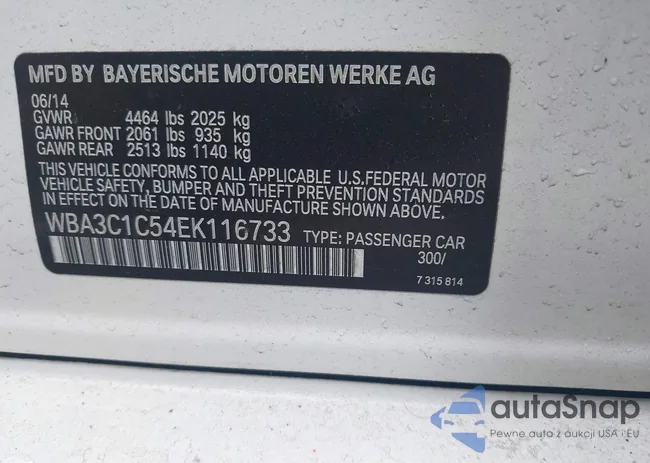 MFD BY BAYERISCHE MOTOREN WERKE AG
06/14
GVWR 4464 lbs 2025 kg
GAWR FRONT 2061 lbs 935 kg
GAWR REAR 2513 lbs 1140 kg
THIS VEHICLE CONFORMS TO ALL APPLICABLE U.S.FEDERAL MOTOR
VEHICLE SAFETY, BUMPER AND THEFT PREVENTION STANDARDS
IN EFFECT ON THE DATE OF MANUFACTURE SHOWN ABOVE.
WBA3C1C54EK116733 TYPE: PASSENGER CAR
300/
7 315 814
autoSnap
Pewne auto z aukcji USA i EU